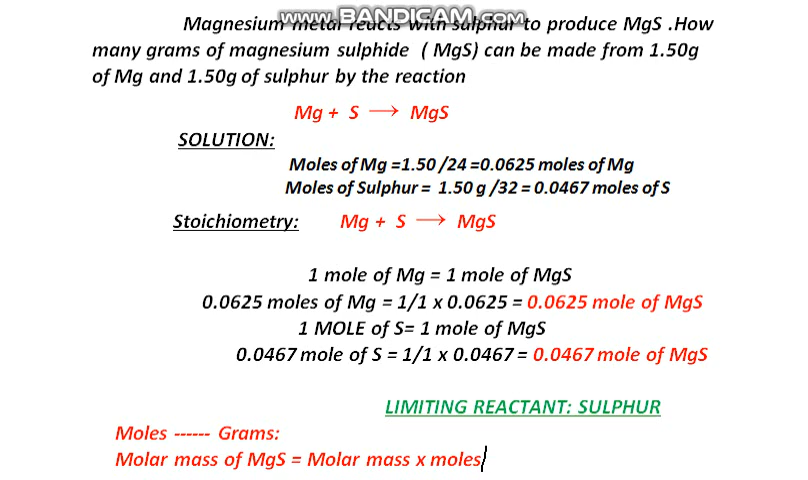 WWW.BANDICAM.COM
Magnesium metal reacts with sulphur to produce MgS .How
many grams of magnesium sulphide ( MgS) can be made from 1.50g
of Mg and 1.50g of sulphur by the reaction
Mg + S ⟶ MgS
SOLUTION:
Moles of Mg =1.50 /24 =0.0625 moles of Mg
Moles of Sulphur = 1.50 g /32 = 0.0467 moles of S
Stoichiometry: Mg + S ⟶ MgS
1 mole of Mg = 1 mole of MgS
0.0625 moles of Mg = 1/1 x 0.0625 = 0.0625 mole of MgS
1 MOLE of S= 1 mole of MgS
0.0467 mole of S = 1/1 x 0.0467 = 0.0467 mole of MgS
LIMITING REACTANT: SULPHUR
Moles ------ Grams:
Molar mass of MgS = Molar mass x moles